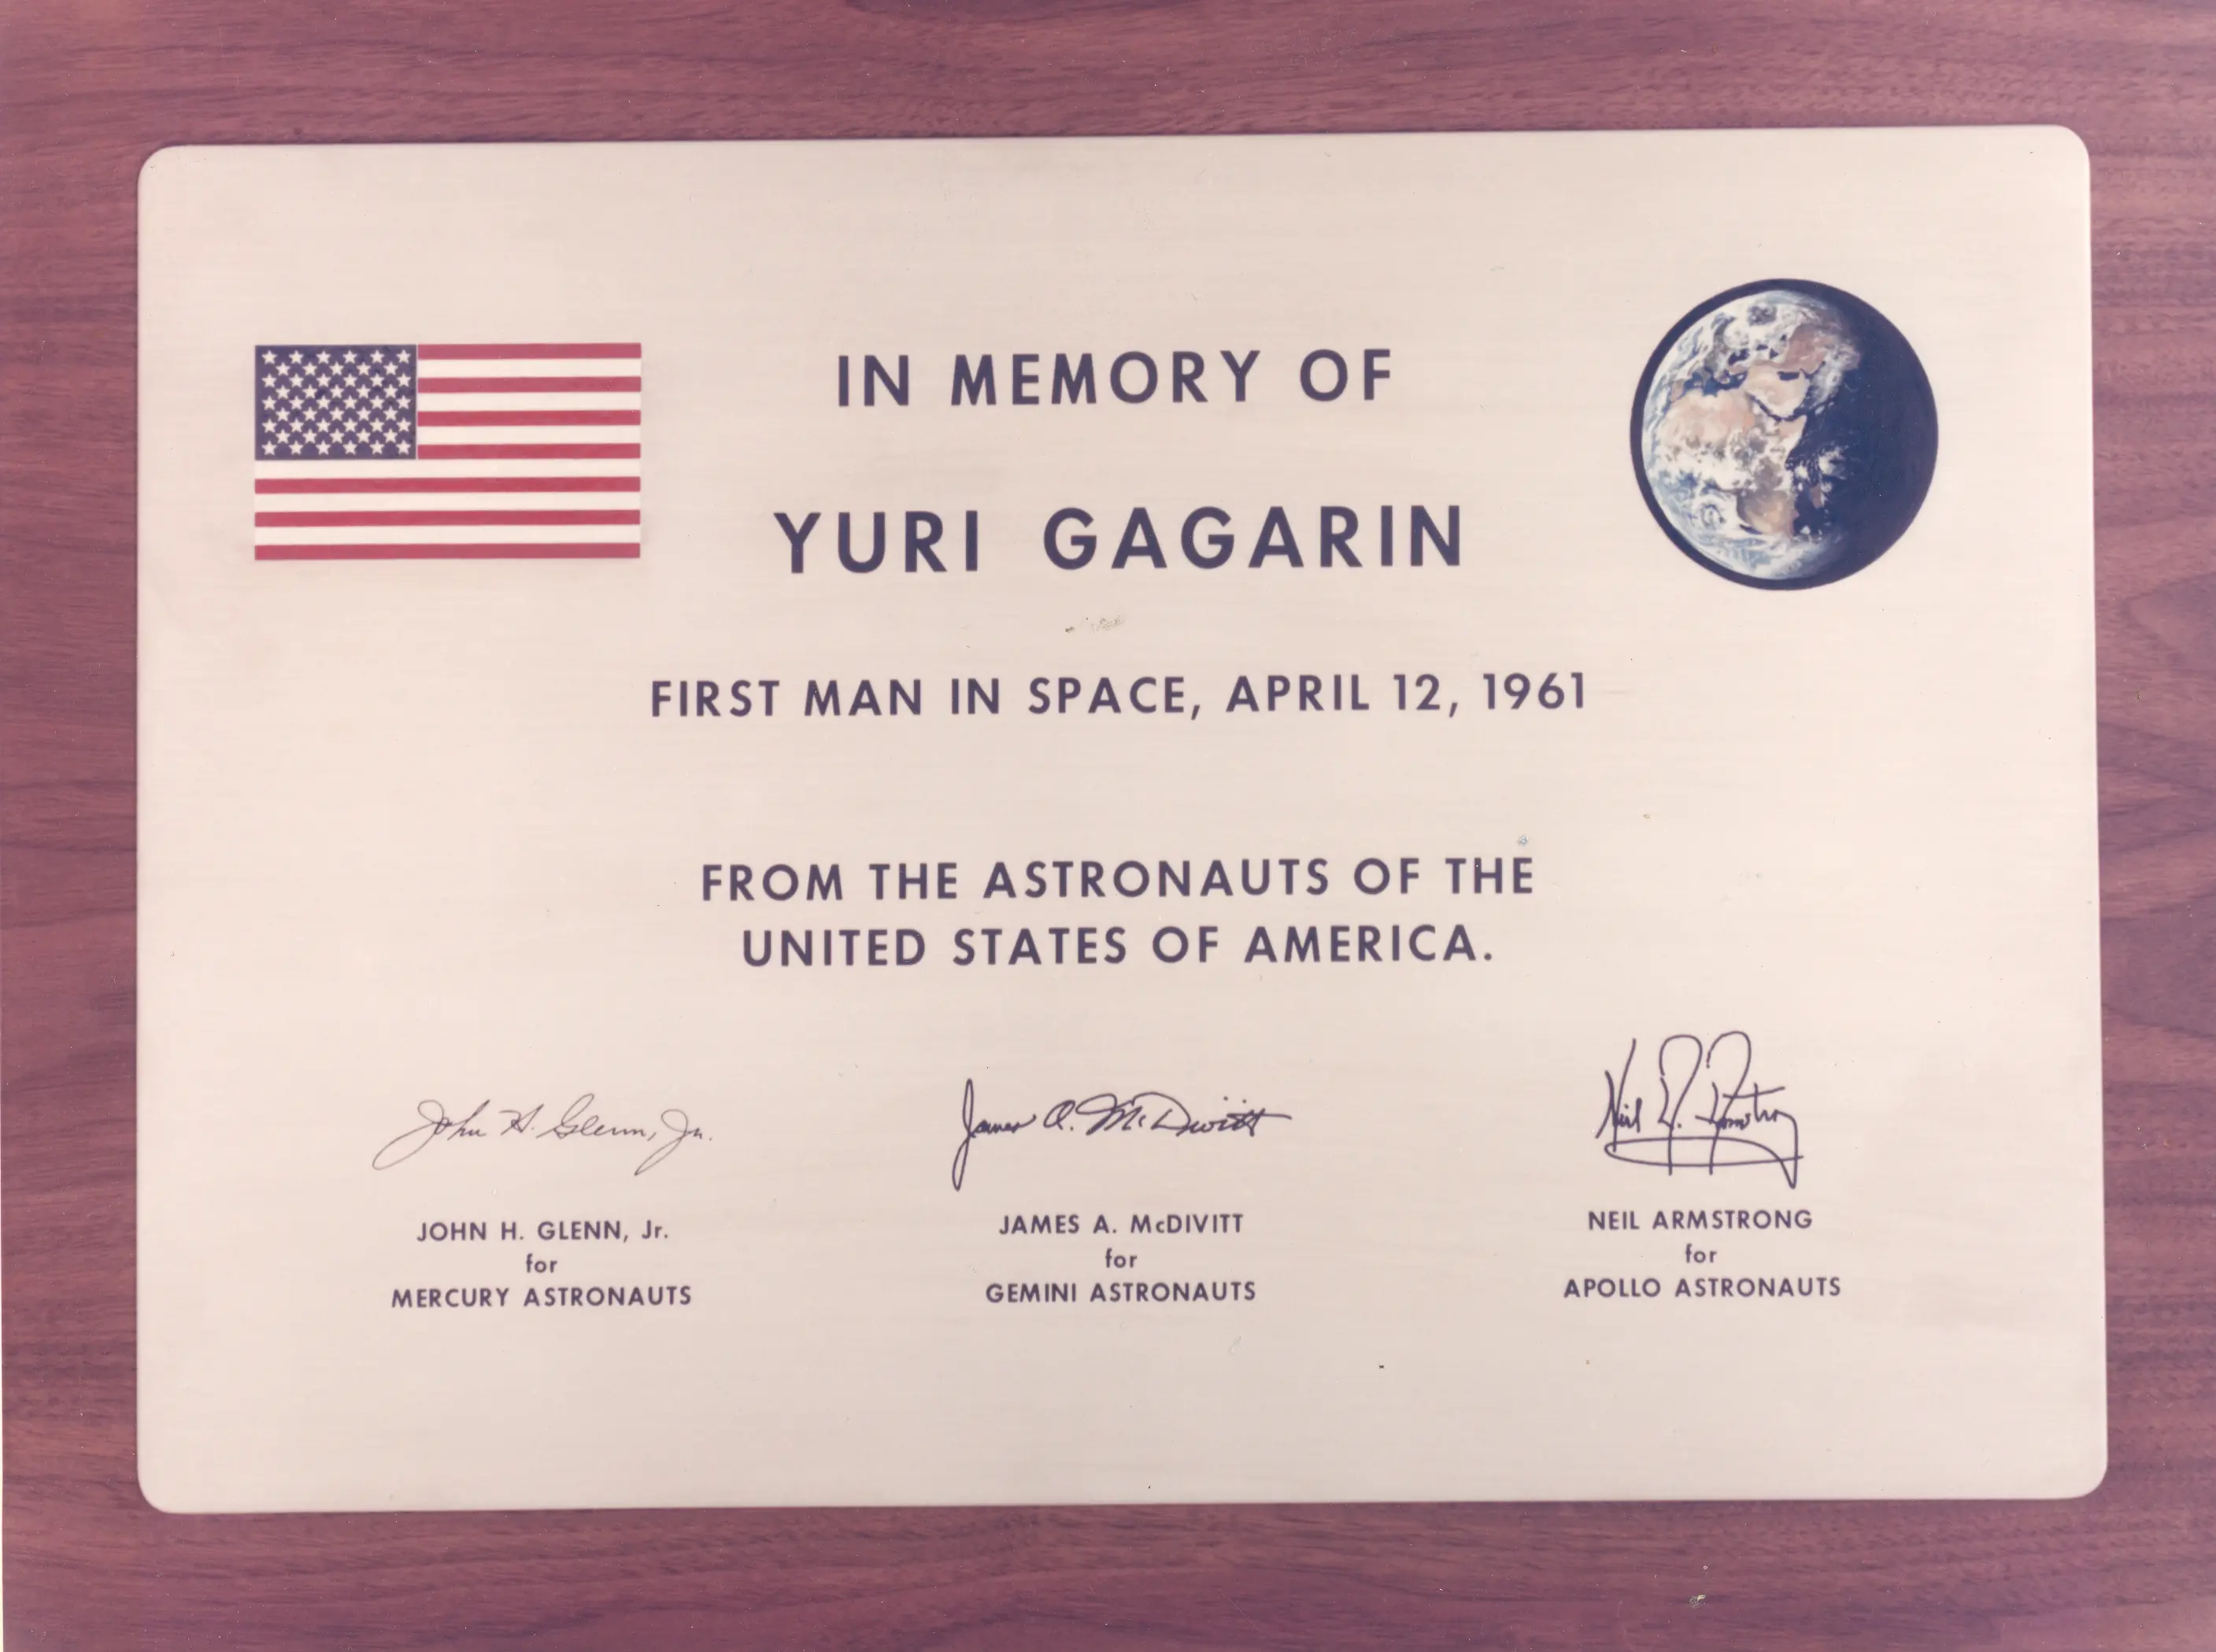 IN MEMORY OF
YURI GAGARIN
FIRST MAN IN SPACE, APRIL 12, 1961
FROM THE ASTRONAUTS OF THE
UNITED STATES OF AMERICA.
John H. Glenn, Jr.
JOHN H. GLENN, Jr.
for
MERCURY ASTRONAUTS
James A. McDivitt
JAMES A. McDIVITT
for
GEMINI ASTRONAUTS
Neil A. Armstrong
NEIL ARMSTRONG
for
APOLLO ASTRONAUTS